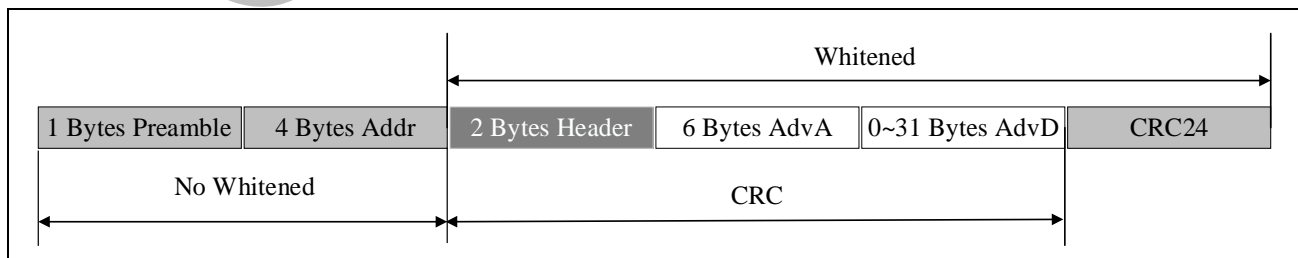 Whitened
1 Bytes Preamble
4 Bytes Addr
2 Bytes Header
6 Bytes AdvA
0~31 Bytes AdvD
CRC24
No Whitened
CRC